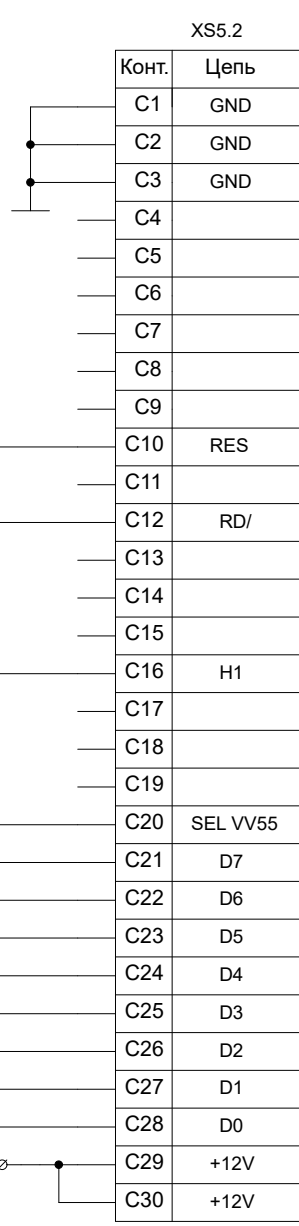 XS5.2
Конт. Цепь
C1 GND
C2 GND
C3 GND
C4
C5
C6
C7
C8
C9
C10 RES
C11
C12 RD/
C13
C14
C15
C16 H1
C17
C18
C19
C20 SEL VV55
C21 D7
C22 D6
C23 D5
C24 D4
C25 D3
C26 D2
C27 D1
C28 D0
C29 +12V
C30 +12V